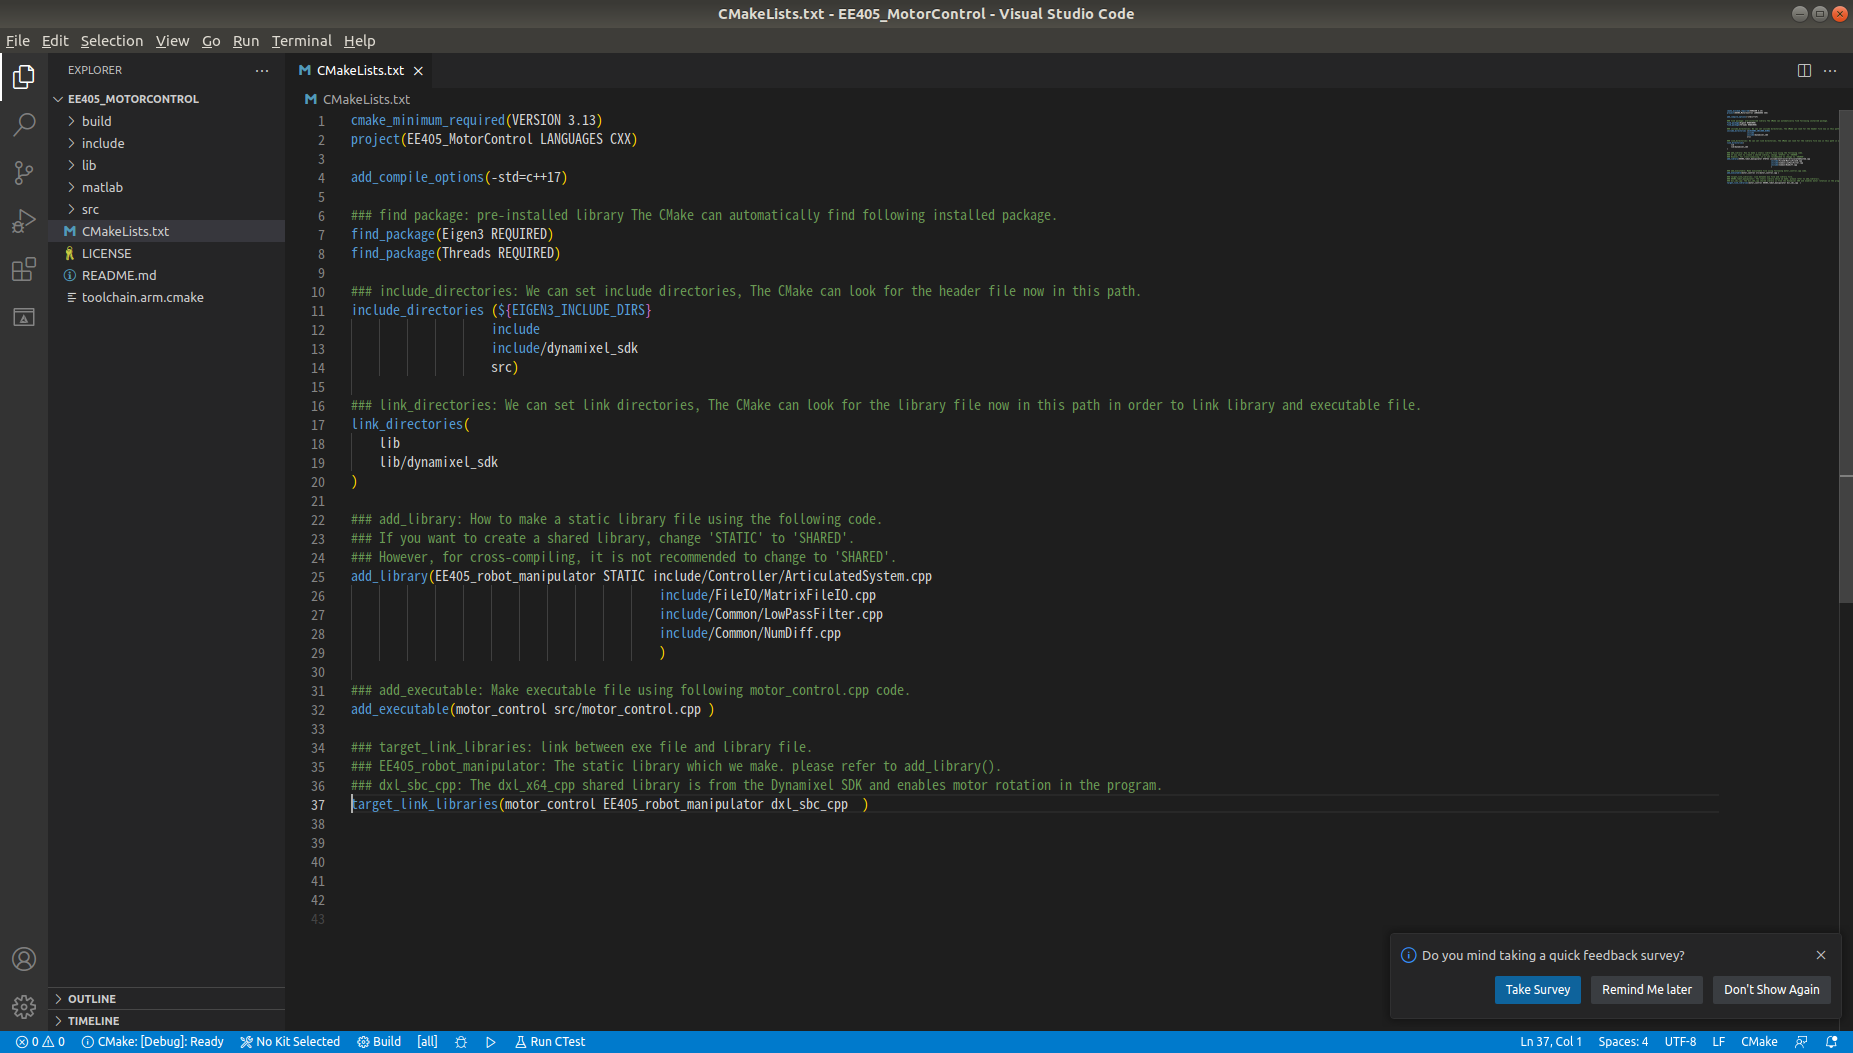 CMakeLists.txt - EE405_MotorControl - Visual Studio Code
File Edit Selection View Go Run Terminal Help
EXPLORER
EE405_MOTORCONTROL
build
include
lib
matlab
src
CMakeLists.txt
LICENSE
README.md
toolchain.arm.cmake
OUTLINE
TIMELINE
CMakeLists.txt
CMakeLists.txt
1 cmake_minimum_required(VERSION 3.13)
2 project(EE405_MotorControl LANGUAGES CXX)
3
4 add_compile_options(-std=c++17)
5
6 ### find package: pre-installed library The CMake can automatically find following installed package.
7 find_package(Eigen3 REQUIRED)
8 find_package(Threads REQUIRED)
9
10 ### include_directories: We can set include directories, The CMake can look for the header file now in this path.
11 include_directories (${EIGEN3_INCLUDE_DIRS}
12 include
13 include/dynamixel_sdk
14 src)
15
16 ### link_directories: We can set link directories, The CMake can look for the library file now in this path in order to link library and executable file.
17 link_directories(
18 lib
19 lib/dynamixel_sdk
20 )
21
22 ### add_library: How to make a static library file using the following code.
23 ### If you want to create a shared library, change 'STATIC' to 'SHARED'.
24 ### However, for cross-compiling, it is not recommended to change to 'SHARED'.
25 add_library(EE405_robot_manipulator STATIC include/Controller/ArticulatedSystem.cpp
26 include/FileIO/MatrixFileIO.cpp
27 include/Common/LowPassFilter.cpp
28 include/Common/NumDiff.cpp
29 )
30
31 ### add_executable: Make executable file using following motor_control.cpp code.
32 add_executable(motor_control src/motor_control.cpp )
33
34 ### target_link_libraries: link between exe file and library file.
35 ### EE405_robot_manipulator: The static library which we make. please refer to add_library().
36 ### dxl_sbc_cpp: The dxl_x64_cpp shared library is from the Dynamixel SDK and enables motor rotation in the program.
37 target_link_libraries(motor_control EE405_robot_manipulator dxl_sbc_cpp  )
38
39
40
41
42
43
Do you mind taking a quick feedback survey?
Take Survey Remind Me later Don't Show Again
0 0 CMake: [Debug]: Ready No Kit Selected Build [all] Run CTest Ln 37, Col 1 Spaces: 4 UTF-8 LF CMake